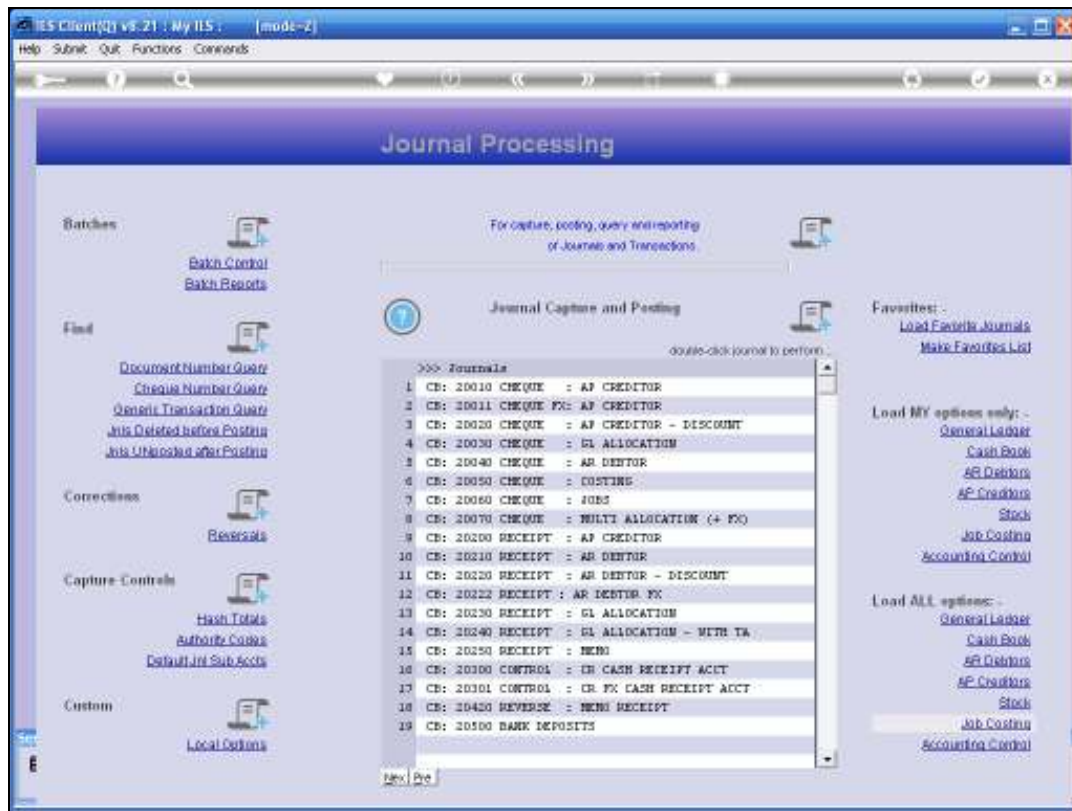 IES Client(Q) v8.21 : My IES : [mode-2]
Help Submit Quit Functions Commands
Journal Processing
Batches
Batch Control
Batch Reports
Find
Document Number Query
Cheque Number Query
Generic Transaction Query
Jnls Deleted before Posting
Jnls UNposted after Posting
Corrections
Reversals
Capture Controls
Hash Totals
Authority Codes
Default Jnl Sub Accts
Custom
Local Options
For capture, posting, query and reporting
of Journals and Transactions
Journal Capture and Posting
double-click journal to perform...
>>> Journals
1 CB: 20010 CHEQUE : AP CREDITOR
2 CB: 20011 CHEQUE FX: AP CREDITOR
3 CB: 20020 CHEQUE : AP CREDITOR - DISCOUNT
4 CB: 20030 CHEQUE : GL ALLOCATION
5 CB: 20040 CHEQUE : AR DEBTOR
6 CB: 20050 CHEQUE : COSTING
7 CB: 20060 CHEQUE : JOBS
8 CB: 20070 CHEQUE : MULTI ALLOCATION (+ FX)
9 CB: 20200 RECEIPT : AP CREDITOR
10 CB: 20210 RECEIPT : AR DEBTOR
11 CB: 20220 RECEIPT : AR DEBTOR - DISCOUNT
12 CB: 20222 RECEIPT : AR DEBTOR FX
13 CB: 20230 RECEIPT : GL ALLOCATION
14 CB: 20240 RECEIPT : GL ALLOCATION - WITH TA
15 CB: 20250 RECEIPT : MEMO
16 CB: 20300 CONTROL : CR CASH RECEIPT ACCT
17 CB: 20301 CONTROL : CR FX CASH RECEIPT ACCT
18 CB: 20420 REVERSE : MEMO RECEIPT
19 CB: 20500 BANK DEPOSITS
Nex Pre
Favorites: -
Load Favorite Journals
Make Favorites List
Load MY options only: -
General Ledger
Cash Book
AR Debtors
AP Creditors
Stock
Job Costing
Accounting Control
Load ALL options: -
General Ledger
Cash Book
AR Debtors
AP Creditors
Stock
Job Costing
Accounting Control